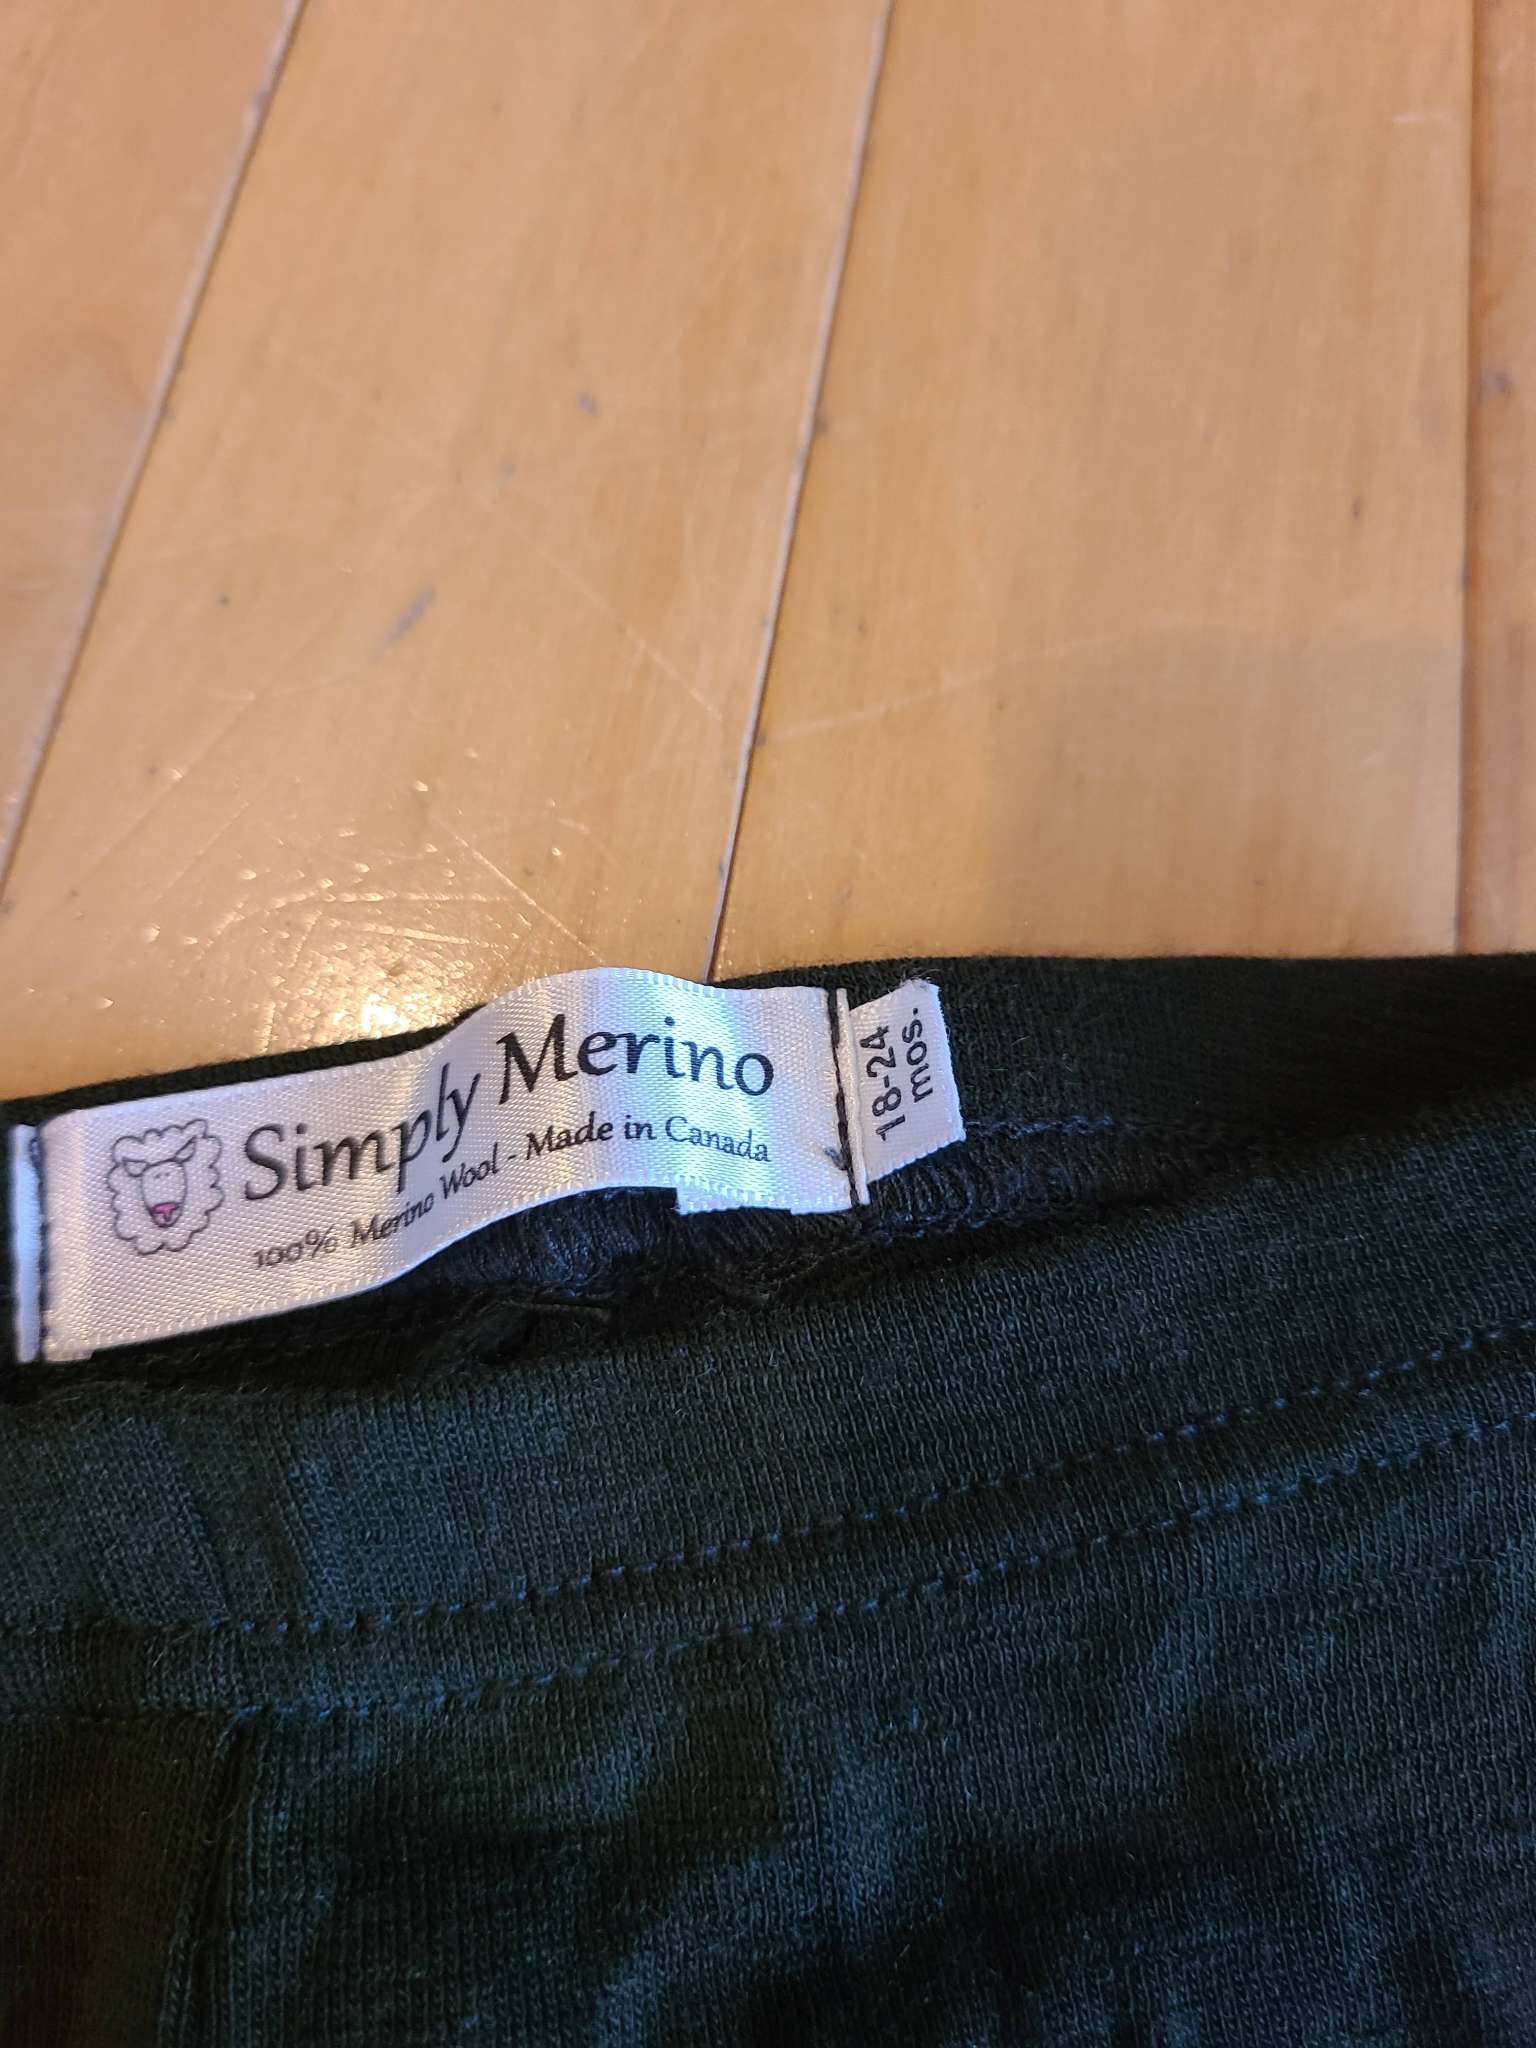 Simply Merino
100% Merino Wool - Made in Canada
18-24
mos.